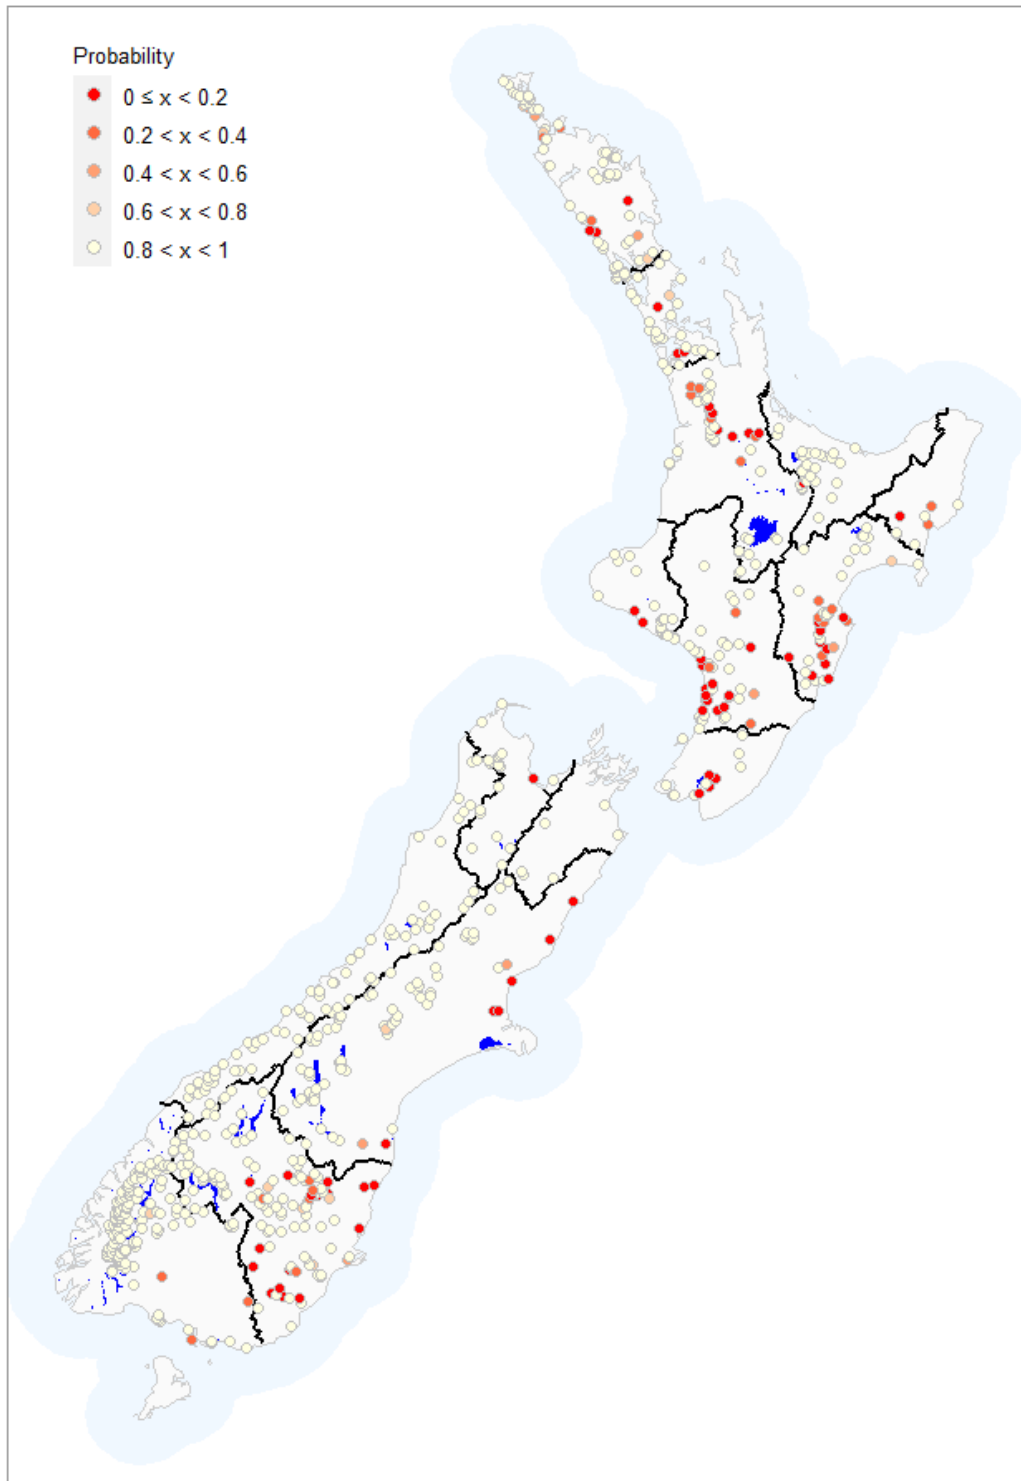 Probability
0 ≤ x < 0.2
0.2 < x < 0.4
0.4 < x < 0.6
0.6 < x < 0.8
0.8 < x < 1